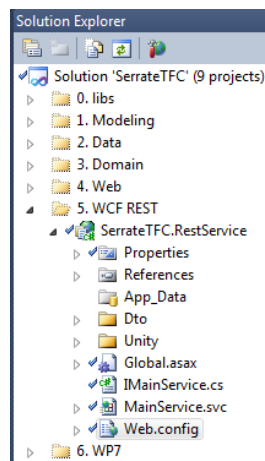 Solution Explorer
Solution 'SerrateTFC' (9 projects)
0. libs
1. Modeling
2. Data
3. Domain
4. Web
5. WCF REST
SerrateTFC.RestService
Properties
References
App_Data
Dto
Unity
Global.asax
IMainService.cs
MainService.svc
Web.config
6. WP7